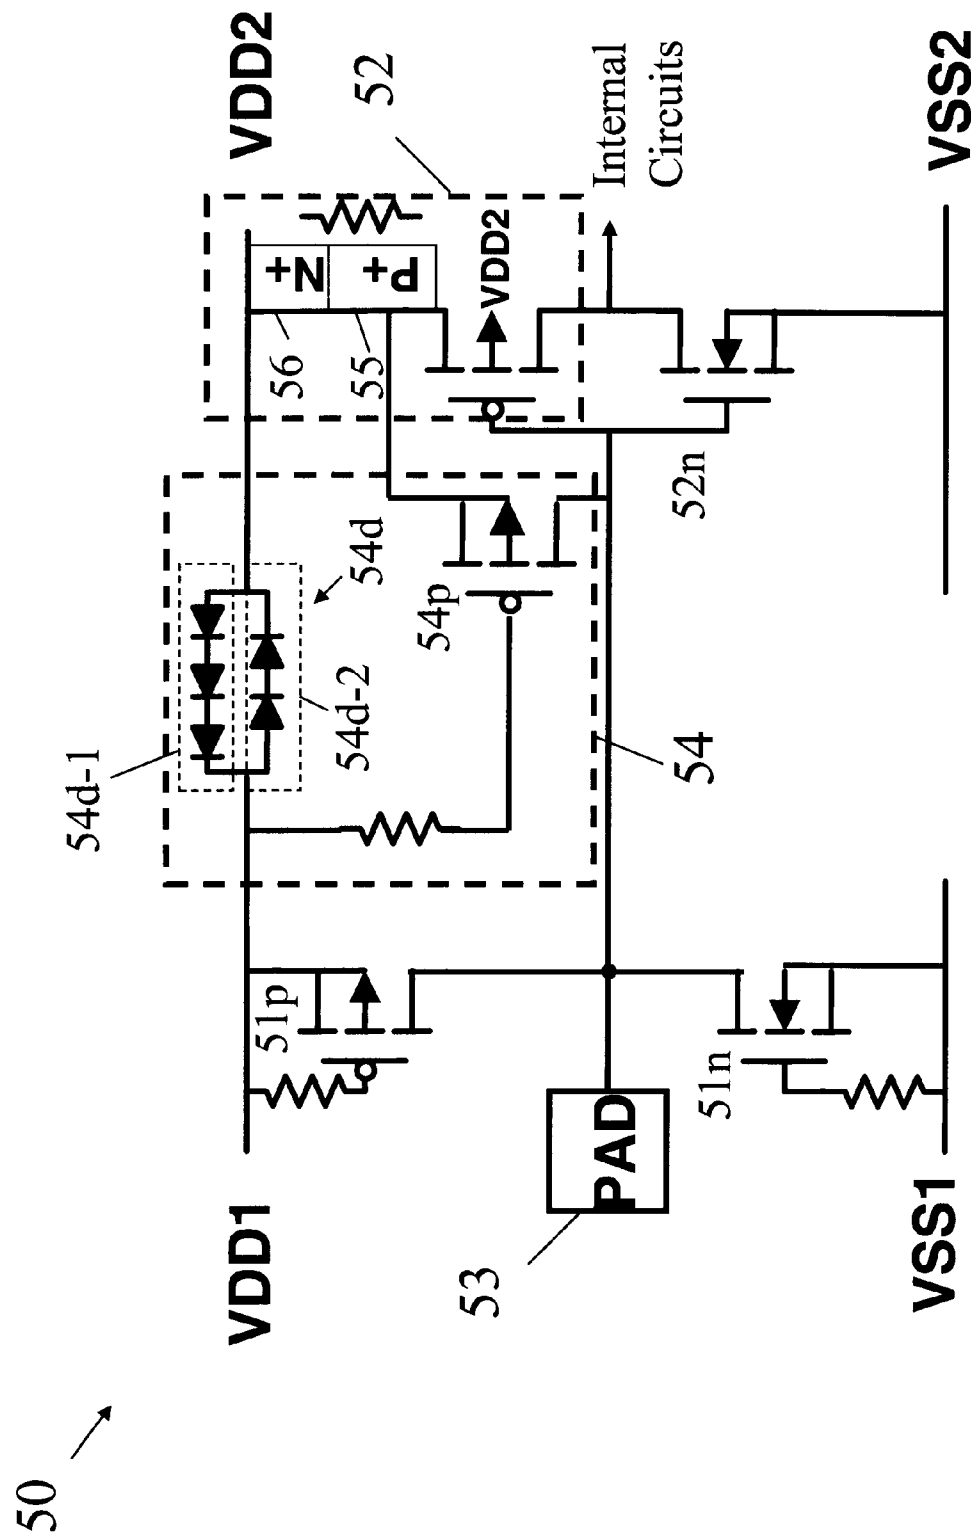 50
VDD1
VDD2
54d-1
52
54d
N+
P+
56
55
51p
54d-2
54p
VDD2
54
Internal
Circuits
53
PAD
51n
52n
VSS1
VSS2